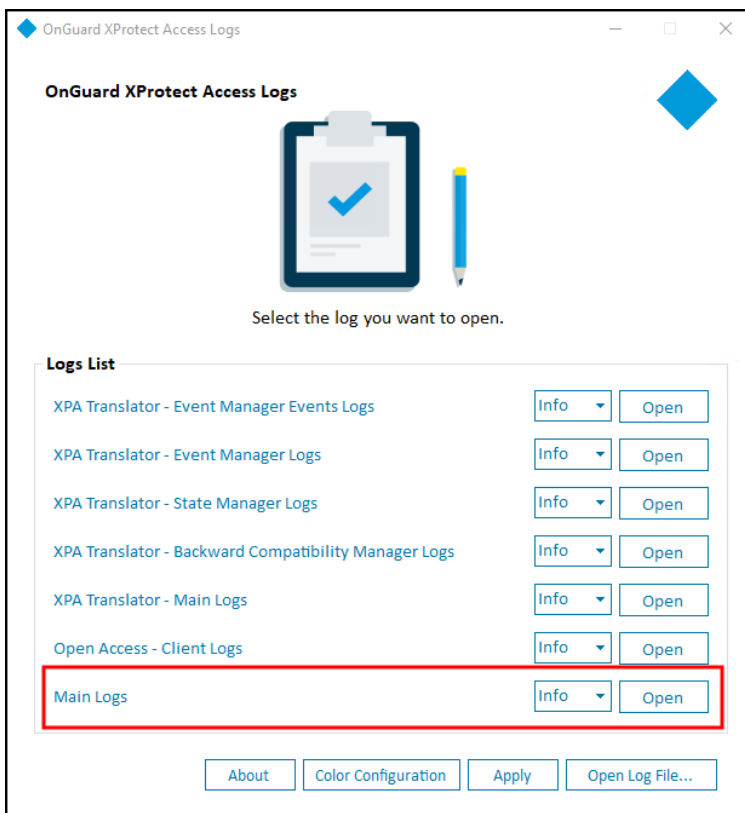 OnGuard XProtect Access Logs
OnGuard XProtect Access Logs
Select the log you want to open.
Logs List
XPA Translator - Event Manager Events Logs Info Open
XPA Translator - Event Manager Logs Info Open
XPA Translator - State Manager Logs Info Open
XPA Translator - Backward Compatibility Manager Logs Info Open
XPA Translator - Main Logs Info Open
Open Access - Client Logs Info Open
Main Logs Info Open
About Color Configuration Apply Open Log File...